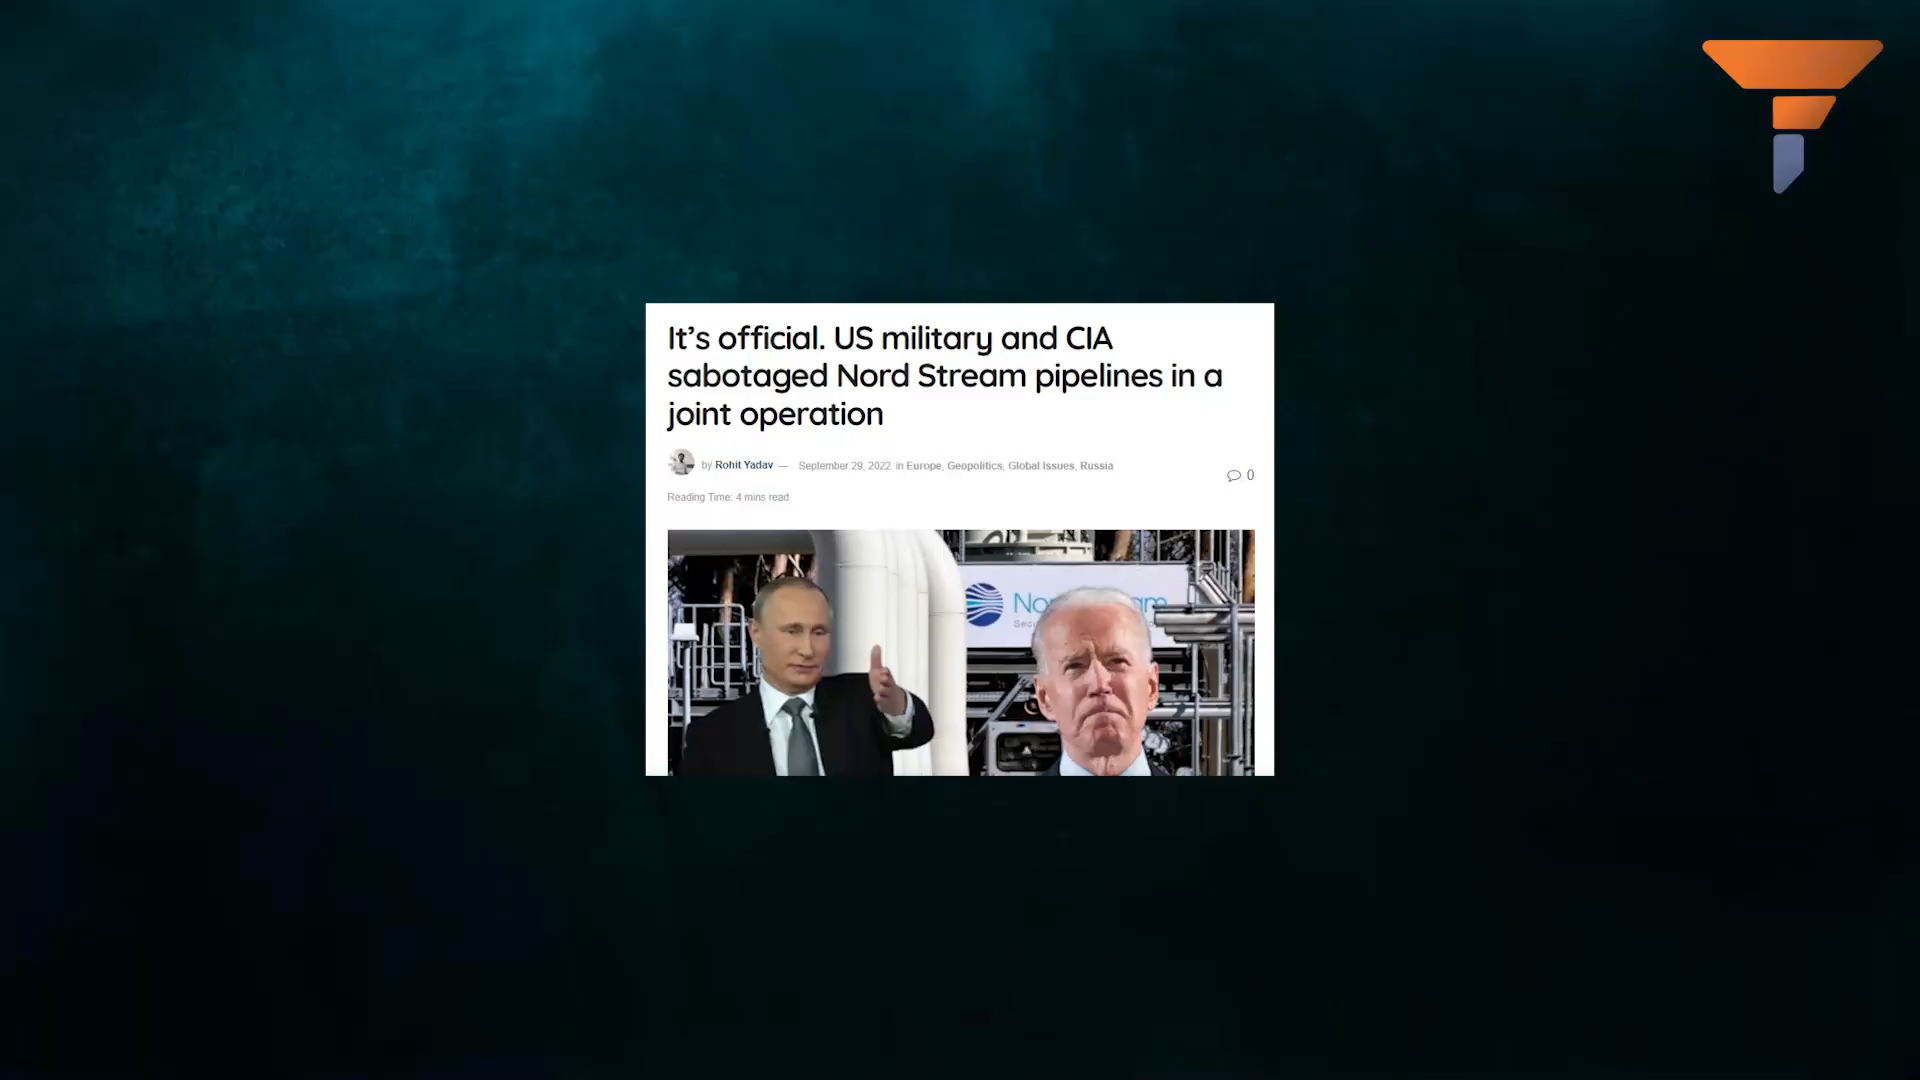 It’s official. US military and CIA
sabotaged Nord Stream pipelines in a
joint operation
by Rohit Yadav — September 29, 2022 in Europe, Geopolitics, Global Issues, Russia
0
Reading Time: 4 mins read